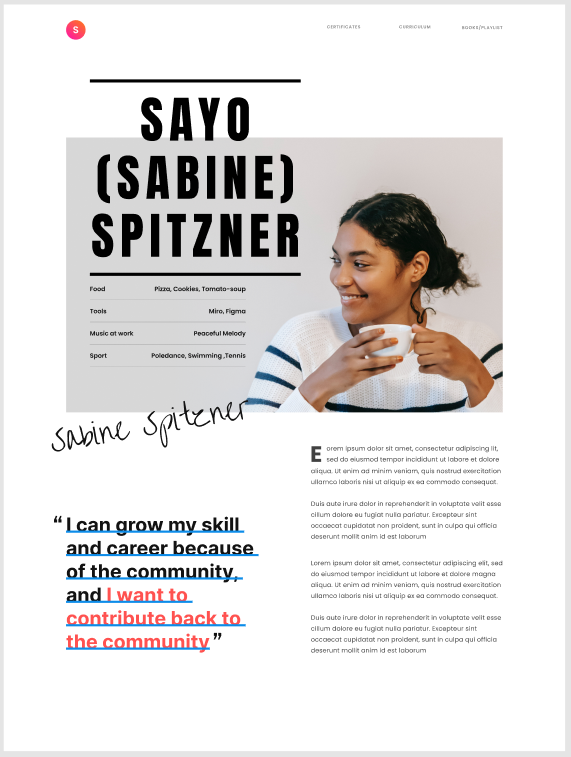 S
CERTIFICATES CURRICULUM BOOKS/PLAYLIST
SAYO
(SABINE)
SPITZNER
Food Pizza, Cookies, Tomato-soup
Tools Miro, Figma
Music at work Peaceful Melody
Sport Poledance, Swimming ,Tennis
sabine spitzner
“I can grow my skill
and career because
of the community,
and I want to
contribute back to
the community”
Eorem ipsum dolor sit amet, consectetur adipiscing lit,
sed do eiusmod tempor incididunt ut labore et dolore
aliqua. Ut enim ad minim veniam, quis nostrud exercitation
ullamco laboris nisi ut aliquip ex ea commodo consequat.
Duis aute irure dolor in reprehenderit in voluptate velit esse
cillum dolore eu fugiat nulla pariatur. Excepteur sint
occaecat cupidatat non proident, sunt in culpa qui officia
deserunt mollit anim id est laborum
Lorem ipsum dolor sit amet, consectetur adipiscing elit, sed
do eiusmod tempor incididunt ut labore et dolore magna
aliqua. Ut enim ad minim veniam, quis nostrud exercitation
ullamco laboris nisi ut aliquip ex ea commodo consequat.
Duis aute irure dolor in reprehenderit in voluptate velit esse
cillum dolore eu fugiat nulla pariatur. Excepteur sint
occaecat cupidatat non proident, sunt in culpa qui officia
deserunt mollit anim id est laborum